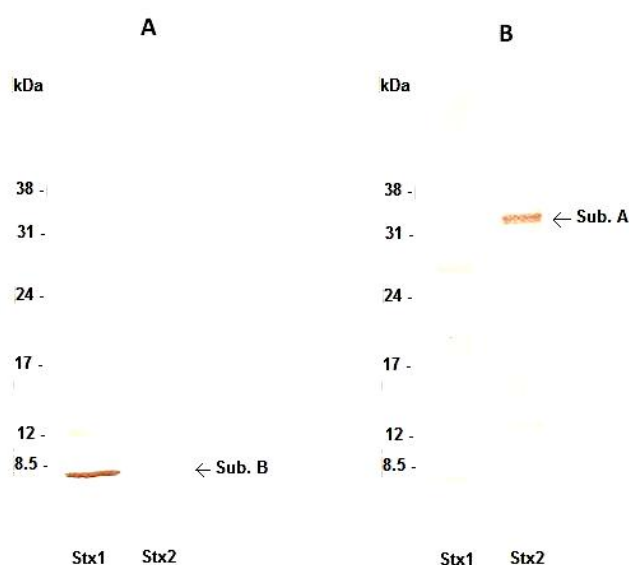 A
kDa
38 -
31 -
24 -
17 -
12 -
8.5 -
← Sub. B
Stx1 Stx2
B
kDa
38 -
← Sub. A
31 -
24 -
17 -
12 -
8.5 -
Stx1 Stx2